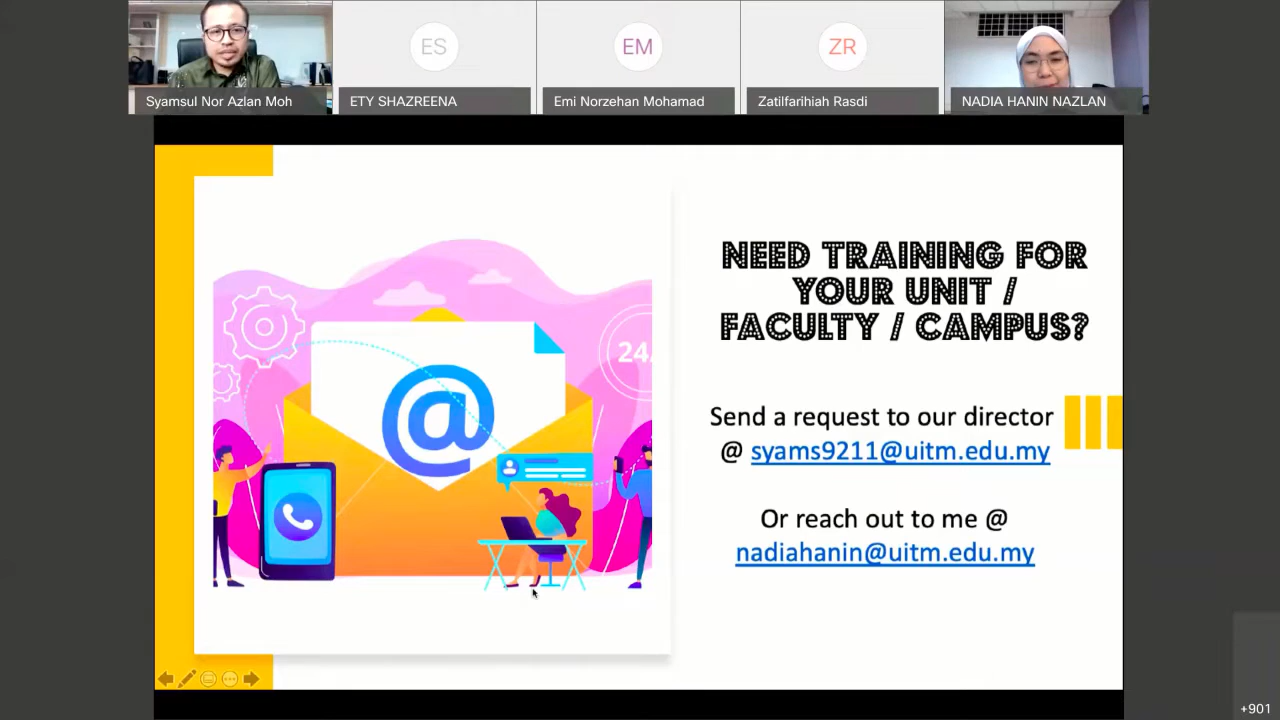 ES
EM
ZR
Syamsul Nor Azlan Moh
ETY SHAZREENA
Emi Norzehan Mohamad
Zatilfarihiah Rasdi
NADIA HANIN NAZLAN
NEED TRAINING FOR
YOUR UNIT /
FACULTY / CAMPUS?
Send a request to our director
@ syams9211@uitm.edu.my
Or reach out to me @
nadiahanin@uitm.edu.my
@
24
+901